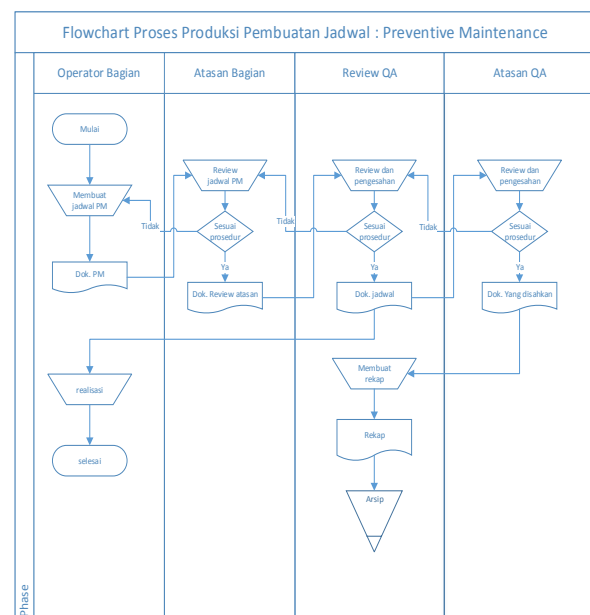 Flowchart Proses Produksi Pembuatan Jadwal : Preventive Maintenance
Operator Bagian
Atasan Bagian
Review QA
Atasan QA
Mulai
Membuat
jadwal PM
Dok. PM
realisasi
selesai
Review
jadwal PM
Tidak
Sesuai
prosedur
Ya
Dok. Review atasan
Review dan
pengesahan
Tidak
Sesuai
prosedur
Ya
Dok. jadwal
Membuat
rekap
Rekap
Arsip
Review dan
pengesahan
Tidak
Sesuai
prosedur
Ya
Dok. Yang disahkan
Phase